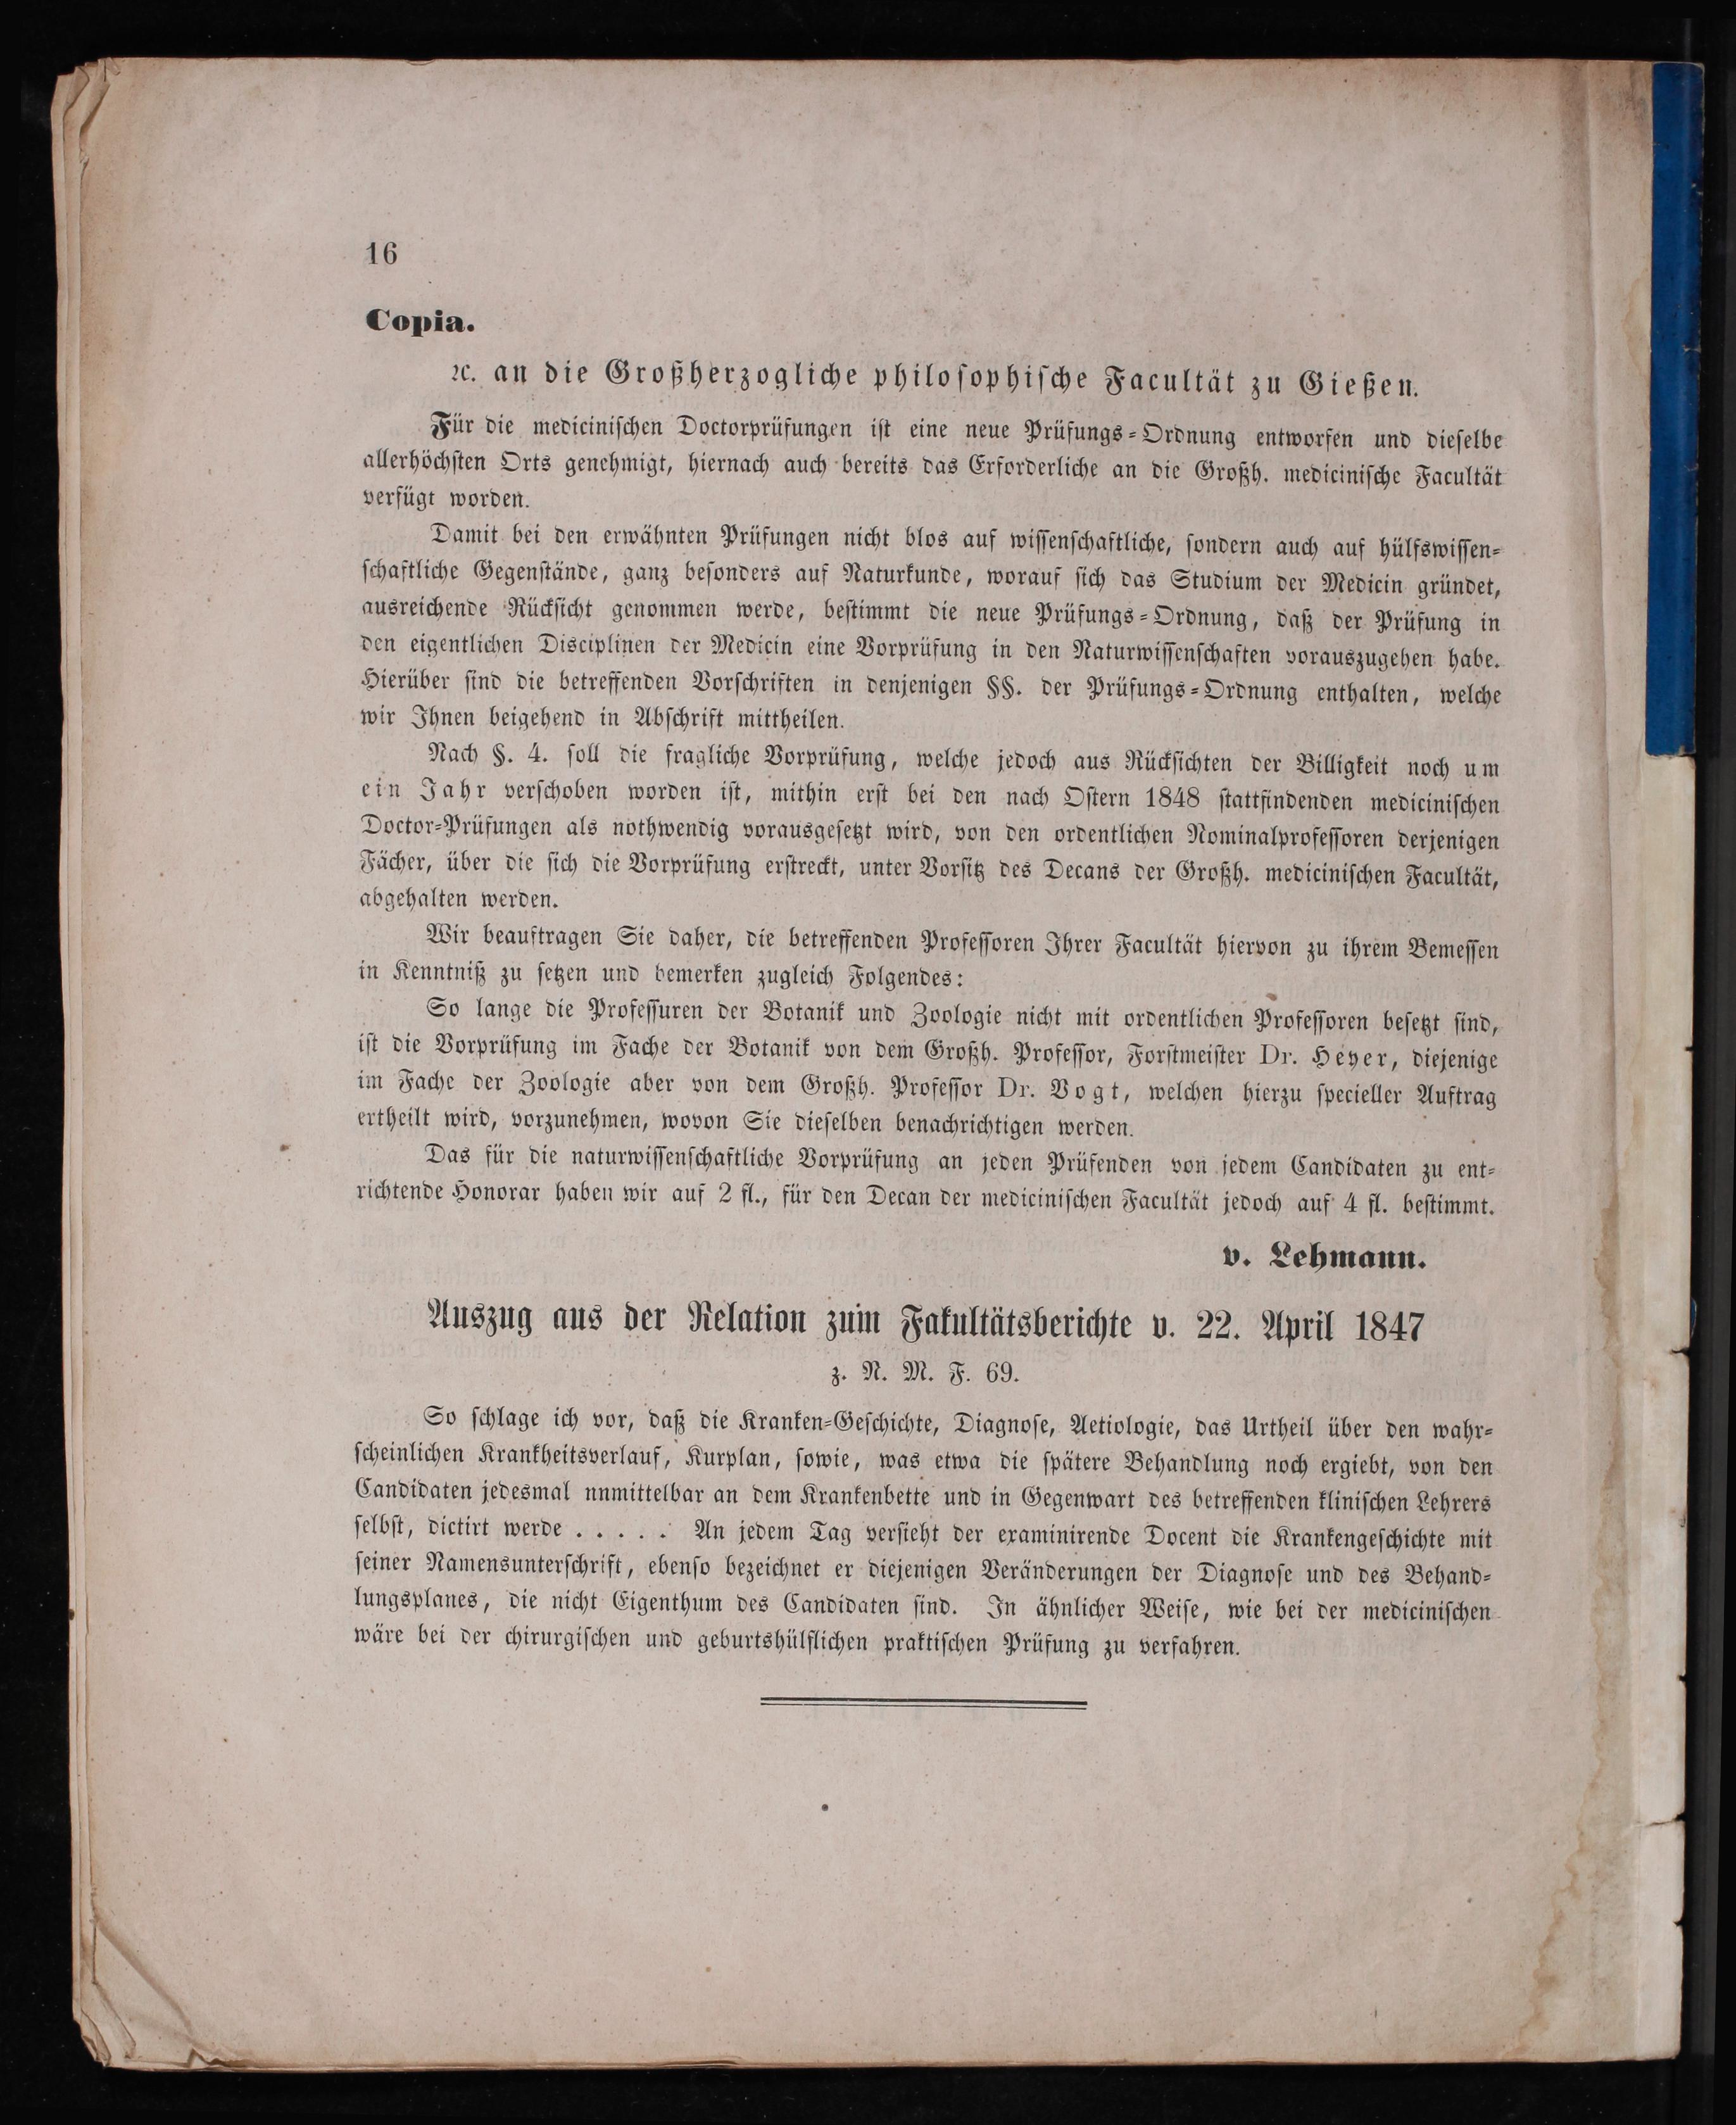 16
Copia.
ꝛc. an die Großherzogliche philosophische Facultät zu Gießen.
Für die medicinischen Doctorprüfungen ist eine neue Prüfungs-Ordnung entworfen und dieselbe
allerhöchsten Orts genehmigt, hiernach auch bereits das Erforderliche an die Großh. medicinische Facultät
verfügt worden.
Damit bei den erwähnten Prüfungen nicht blos auf wissenschaftliche, sondern auch auf hülfswissen-
schaftliche Gegenstände, ganz besonders auf Naturkunde, worauf sich das Studium der Medicin gründet,
ausreichende Rücksicht genommen werde, bestimmt die neue Prüfungs-Ordnung, daß der Prüfung in
den eigentlichen Disciplinen der Medicin eine Vorprüfung in den Naturwissenschaften vorauszugehen habe.
Hierüber sind die betreffenden Vorschriften in denjenigen §§. der Prüfungs-Ordnung enthalten, welche
wir Ihnen beigehend in Abschrift mittheilen.
Nach §. 4. soll die fragliche Vorprüfung, welche jedoch aus Rücksichten der Billigkeit noch um
ein Jahr verschoben worden ist, mithin erst bei den nach Ostern 1848 stattfindenden medicinischen
Doctor-Prüfungen als nothwendig vorausgesetzt wird, von den ordentlichen Nominalprofessoren derjenigen
Fächer, über die sich die Vorprüfung erstreckt, unter Vorsitz des Decans der Großh. medicinischen Facultät,
abgehalten werden.
Wir beauftragen Sie daher, die betreffenden Professoren Ihrer Facultät hiervon zu ihrem Bemessen
in Kenntniß zu setzen und bemerken zugleich Folgendes:
So lange die Professuren der Botanik und Zoologie nicht mit ordentlichen Professoren besetzt sind,
ist die Vorprüfung im Fache der Botanik von dem Großh. Professor, Forstmeister Dr. Heyer, diejenige
im Fache der Zoologie aber von dem Großh. Professor Dr. Vogt, welchen hierzu specieller Auftrag
ertheilt wird, vorzunehmen, wovon Sie dieselben benachrichtigen werden.
Das für die naturwissenschaftliche Vorprüfung an jeden Prüfenden von jedem Candidaten zu ent-
richtende Honorar haben wir auf 2 fl., für den Decan der medicinischen Facultät jedoch auf 4 fl. bestimmt.
v. Lehmann.
Auszug aus der Relation zum Fakultätsberichte v. 22. April 1847
z. N. M. F. 69.
So schlage ich vor, daß die Kranken-Geschichte, Diagnose, Aetiologie, das Urtheil über den wahr-
scheinlichen Krankheitsverlauf, Kurplan, sowie, was etwa die spätere Behandlung noch ergiebt, von den
Candidaten jedesmal nnmittelbar an dem Krankenbette und in Gegenwart des betreffenden klinischen Lehrers
selbst, dictirt werde . . . . . An jedem Tag versieht der examinirende Docent die Krankengeschichte mit
seiner Namensunterschrift, ebenso bezeichnet er diejenigen Veränderungen der Diagnose und des Behand-
lungsplanes, die nicht Eigenthum des Candidaten sind. In ähnlicher Weise, wie bei der medicinischen
wäre bei der chirurgischen und geburtshülflichen praktischen Prüfung zu verfahren.